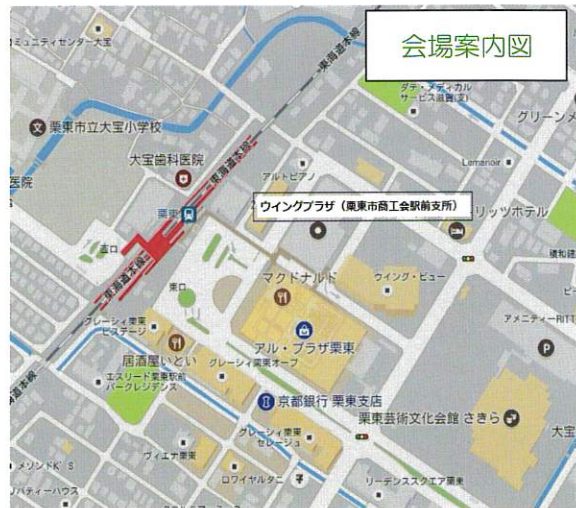 会場案内図
コミュニティセンター大宝
東海道本線
ダテ・メディカル
サービス滋賀(支)
グリーンメ
栗東市立大宝小学校
大宝歯科医院
東海道本線
医院
アルトピアノ
Lemanoir
栗東
ウイングプラザ（栗東市商工会駅前支所）
リッツホテル
西口
積和建
東海道本線
マクドナルド
ウイング・ビュー
東口
グレーシィ栗東
ビステージ
アル・プラザ栗東
アメニティーRITT
居酒屋いとい
グレーシィ栗東オーブ
P
エスリード栗東駅前
パークレジデンス
京都銀行 栗東支店
栗東芸術文化会館 さきら
大宝
グレーシィ栗東
セレージュ
メゾンドK'S
ヴィエナ栗東
ロワイヤルタニ
リーデンススクエア栗東